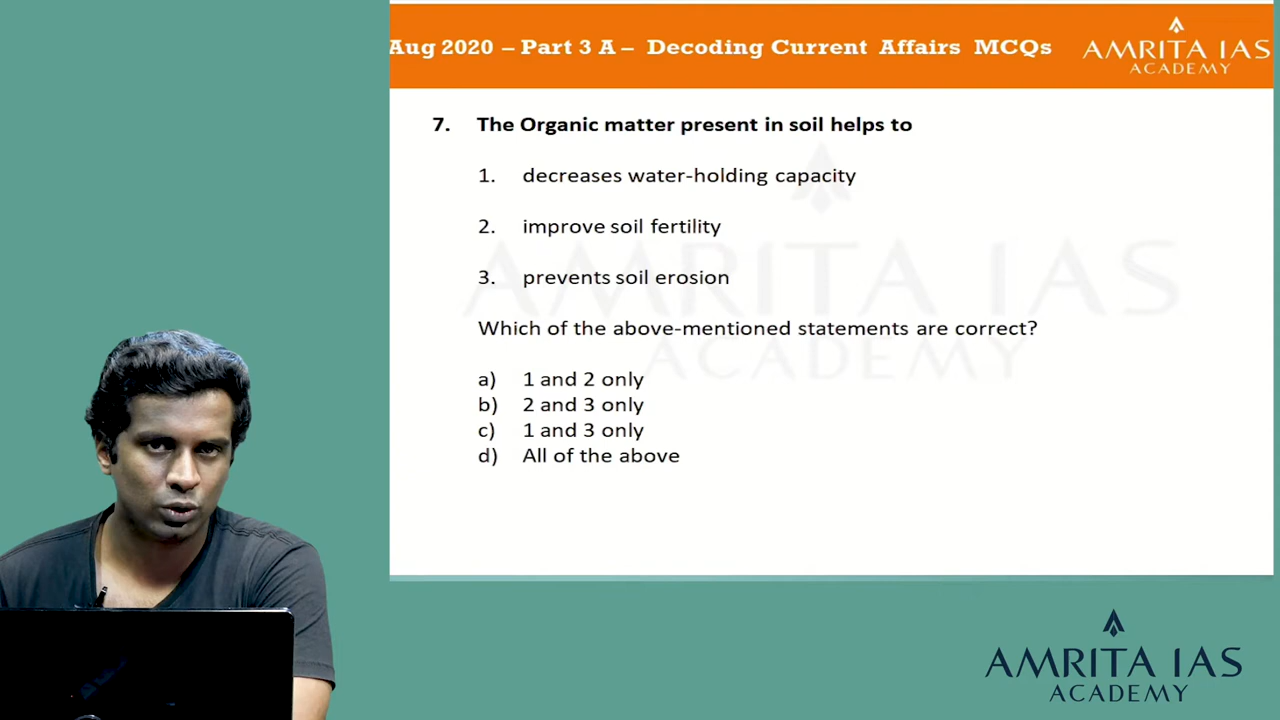 Aug 2020 – Part 3 A – Decoding Current Affairs MCQs
AMRITA IAS
ACADEMY
7. The Organic matter present in soil helps to
1. decreases water-holding capacity
2. improve soil fertility
3. prevents soil erosion
AMRITA IAS
ACADEMY
Which of the above-mentioned statements are correct?
a) 1 and 2 only
b) 2 and 3 only
c) 1 and 3 only
d) All of the above
AMRITA IAS
ACADEMY